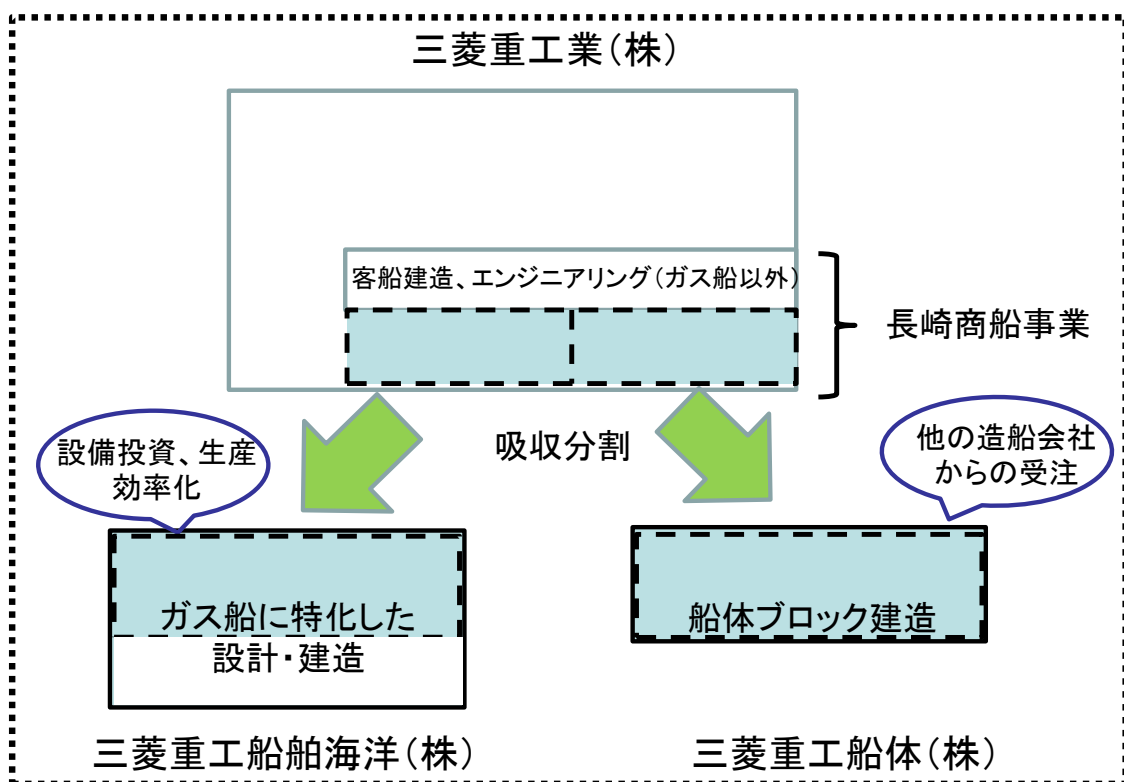 三菱重工業(株)
客船建造、エンジニアリング(ガス船以外)
長崎商船事業
設備投資、生産
効率化
吸収分割
他の造船会社
からの受注
ガス船に特化した
設計・建造
船体ブロック建造
三菱重工船舶海洋(株)
三菱重工船体(株)